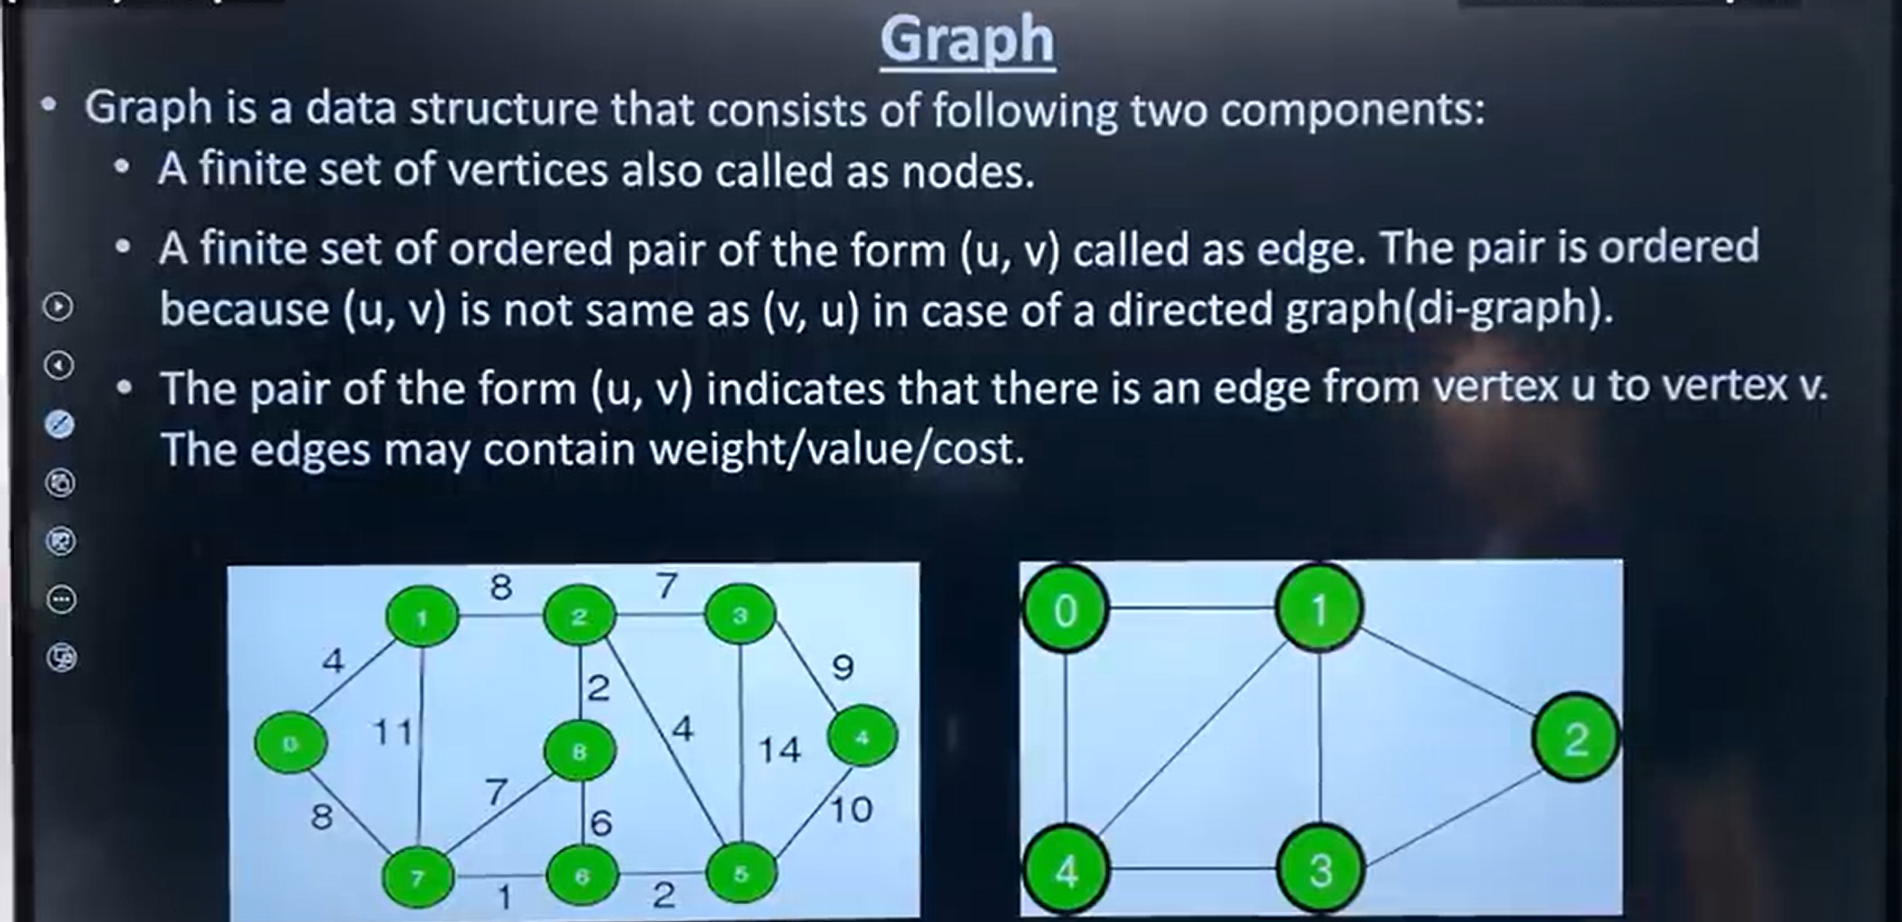 Graph
• Graph is a data structure that consists of following two components:
• A finite set of vertices also called as nodes.
• A finite set of ordered pair of the form (u, v) called as edge. The pair is ordered
because (u, v) is not same as (v, u) in case of a directed graph(di-graph).
• The pair of the form (u, v) indicates that there is an edge from vertex u to vertex v.
The edges may contain weight/value/cost.
8 7
1 2 3
4 2 9
0 11 8 4 14 4
8 7 6 10
7 6 5
1 2
0 1
2
4 3